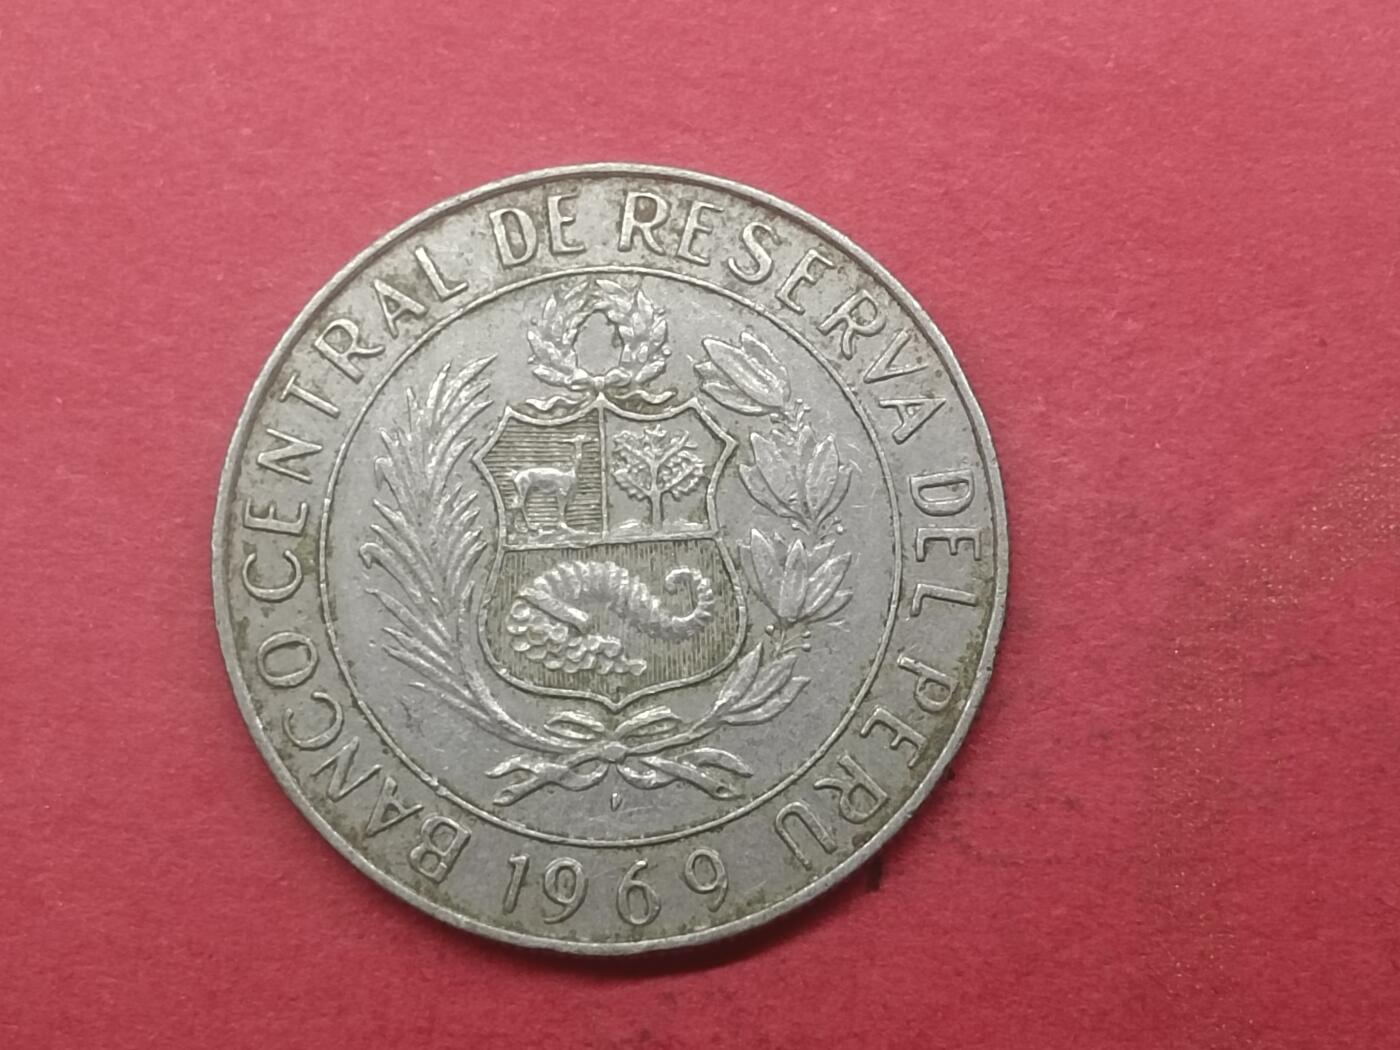 BANCO CENTRAL DE RESERVA DEL PERU
1969